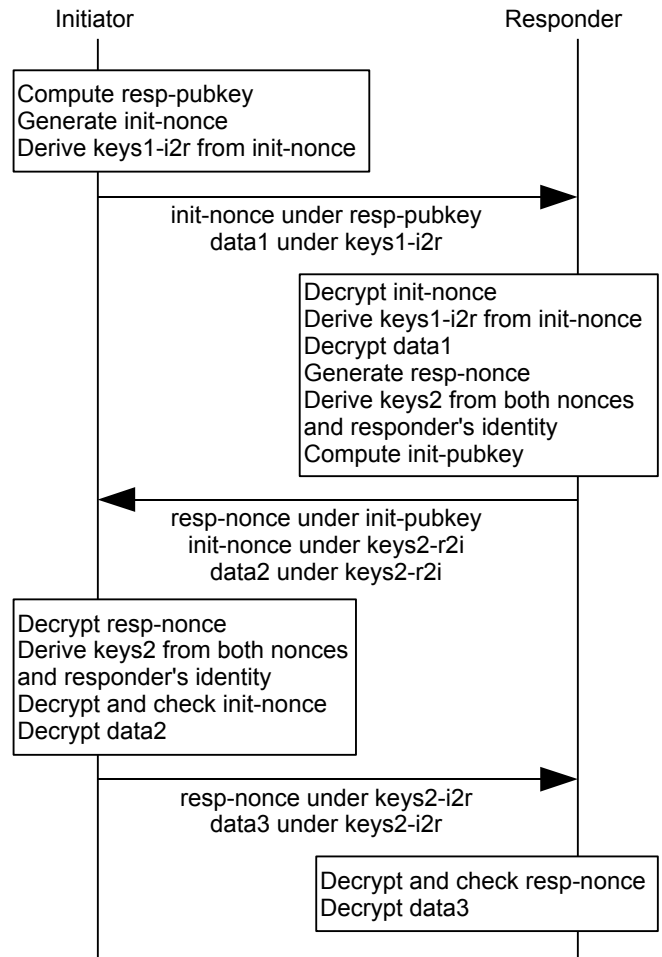 Initiator
Responder
Compute resp-pubkey
Generate init-nonce
Derive keys1-i2r from init-nonce
init-nonce under resp-pubkey
data1 under keys1-i2r
Decrypt init-nonce
Derive keys1-i2r from init-nonce
Decrypt data1
Generate resp-nonce
Derive keys2 from both nonces
and responder's identity
Compute init-pubkey
resp-nonce under init-pubkey
init-nonce under keys2-r2i
data2 under keys2-r2i
Decrypt resp-nonce
Derive keys2 from both nonces
and responder's identity
Decrypt and check init-nonce
Decrypt data2
resp-nonce under keys2-i2r
data3 under keys2-i2r
Decrypt and check resp-nonce
Decrypt data3